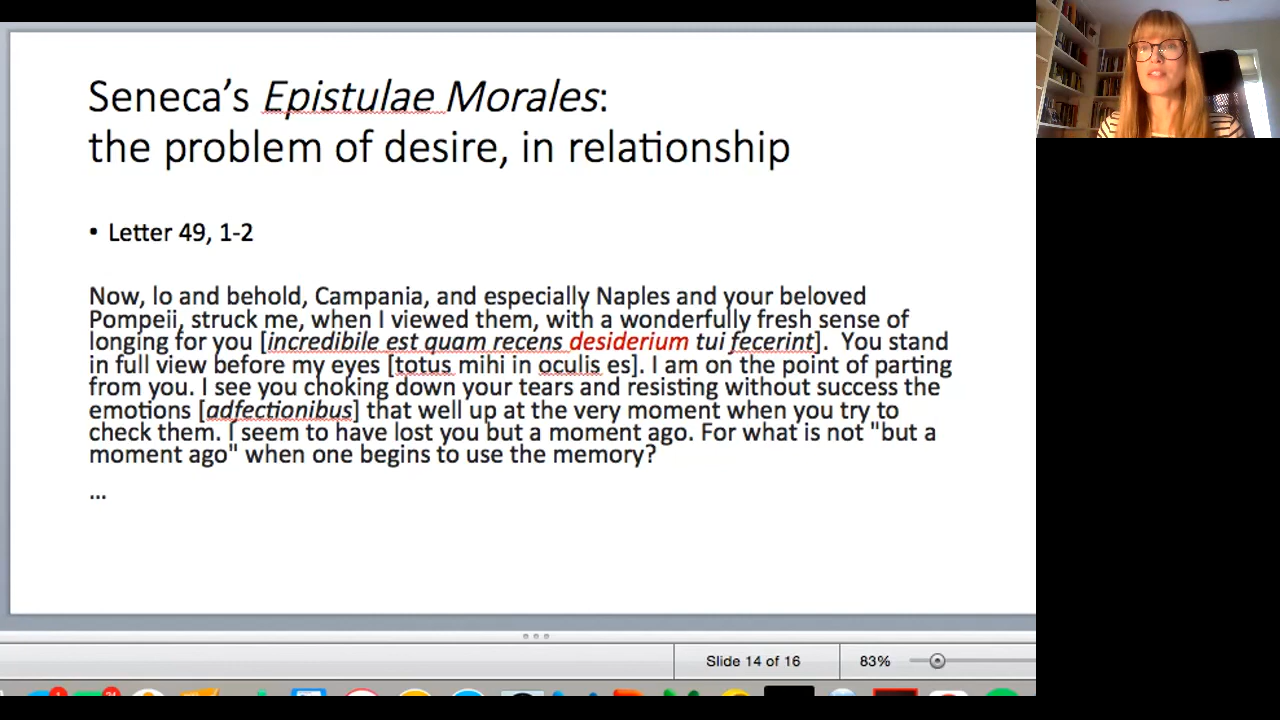 Seneca's Epistulae Morales:
the problem of desire, in relationship
• Letter 49, 1-2
Now, lo and behold, Campania, and especially Naples and your beloved
Pompeii, struck me, when I viewed them, with a wonderfully fresh sense of
longing for you [incredibile est quam recens desiderium tui fecerint]. You stand
in full view before my eyes [totus mihi in oculis es]. I am on the point of parting
from you. I see you choking down your tears and resisting without success the
emotions [adfectionibus] that well up at the very moment when you try to
check them. I seem to have lost you but a moment ago. For what is not "but a
moment ago" when one begins to use the memory?
...
Slide 14 of 16
83%